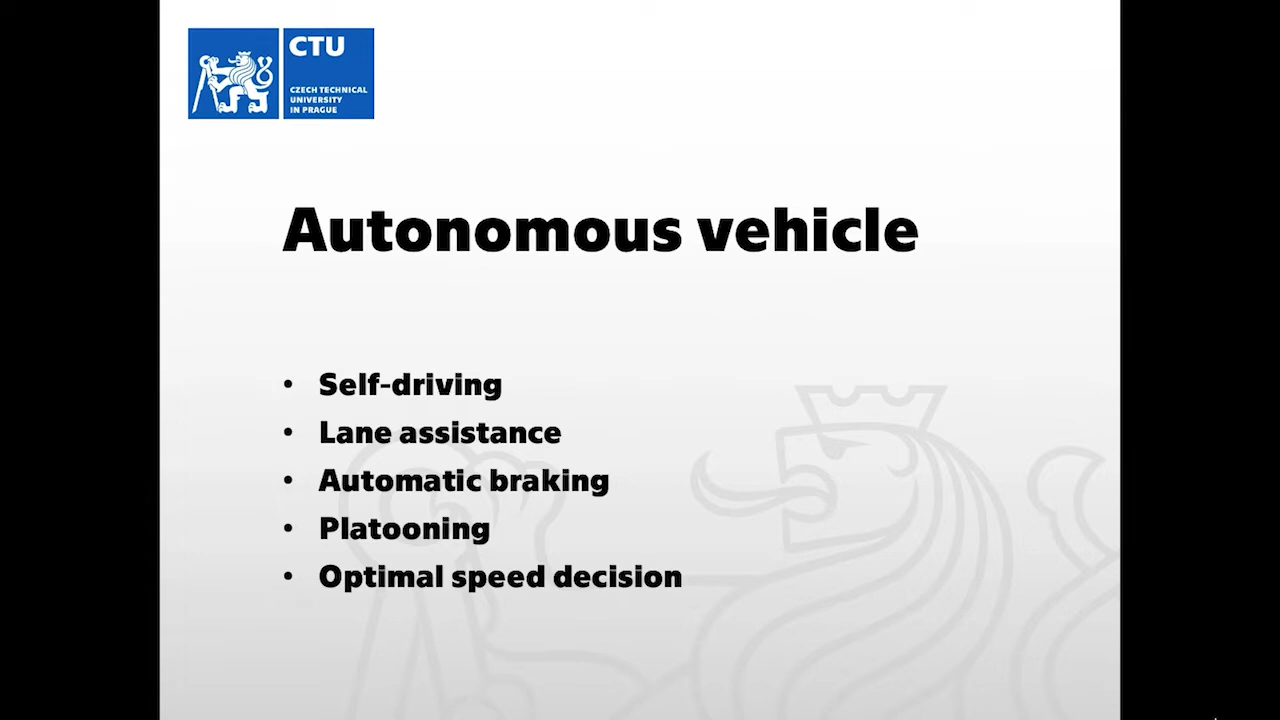 CTU
CZECH TECHNICAL
UNIVERSITY
IN PRAGUE
Autonomous vehicle
• Self-driving
• Lane assistance
• Automatic braking
• Platooning
• Optimal speed decision